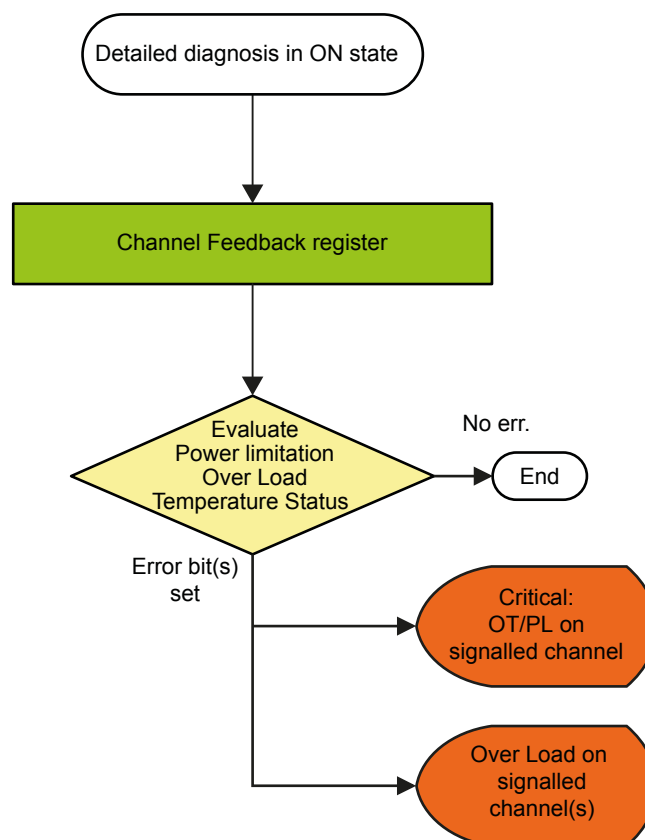 Detailed diagnosis in ON state
Channel Feedback register
Evaluate
Power limitation
Over Load
Temperature Status
No err.
End
Error bit(s)
set
Critical:
OT/PL on
signalled channel
Over Load on
signalled
channel(s)